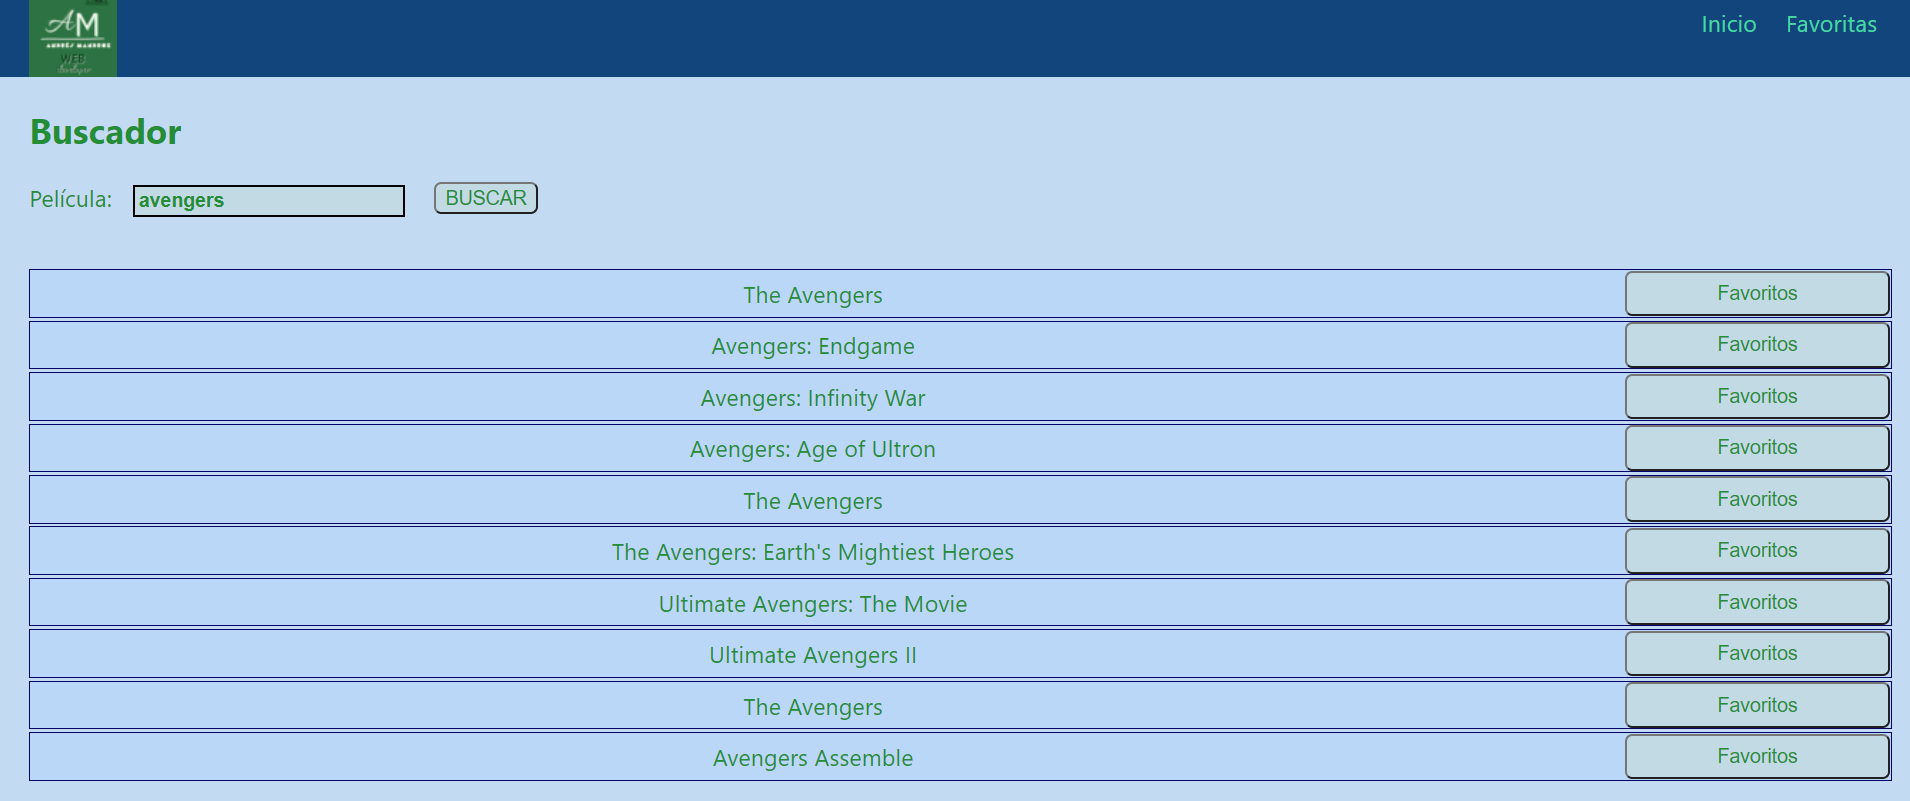 AM
ANDRÉS MANDONE
WEB
developer
Inicio Favoritas
Buscador
Película: avengers BUSCAR
The Avengers Favoritos
Avengers: Endgame Favoritos
Avengers: Infinity War Favoritos
Avengers: Age of Ultron Favoritos
The Avengers Favoritos
The Avengers: Earth's Mightiest Heroes Favoritos
Ultimate Avengers: The Movie Favoritos
Ultimate Avengers II Favoritos
The Avengers Favoritos
Avengers Assemble Favoritos